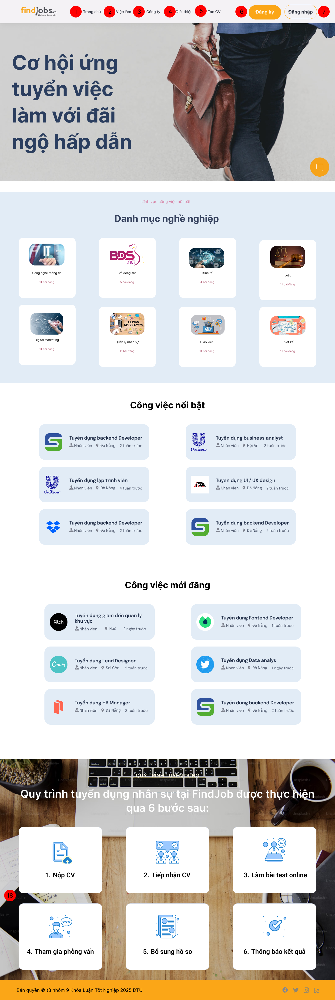 findjobs.vn
Find your dream jobs
1 Trang chủ 2 Việc làm 3 Công ty 4 Giới thiệu 5 Tạo CV 6 Đăng ký Đăng nhập 7
Cơ hội ứng
tuyển việc
làm với đãi
ngộ hấp dẫn
Lĩnh vực công việc nổi bật
Danh mục nghề nghiệp
IT
BDS
.NET
Công nghệ thông tin
11 bài đăng
Bất động sản
5 bài đăng
Kinh tế
4 bài đăng
Luật
11 bài đăng
HUMAN
RESOURCES
design
Digital Marketing
11 bài đăng
Quản lý nhân sự
11 bài đăng
Giáo viên
11 bài đăng
Thiết kế
11 bài đăng
Công việc nổi bật
Tuyển dụng backend Developer
Nhân viên Đà Nẵng 2 tuần trước
Unilever
Tuyển dụng business analyst
Nhân viên Hội An 2 tuần trước
Unilever
Tuyển dụng lập trình viên
Nhân viên Đà Nẵng 4 tuần trước
Tuyển dụng UI / UX design
Nhân viên Đà Nẵng 2 tuần trước
Tuyển dụng backend Developer
Nhân viên Đà Nẵng 2 tuần trước
Tuyển dụng backend Developer
Nhân viên Đà Nẵng 2 tuần trước
Công việc mới đăng
Pitch
Tuyển dụng giám đốc quản lý
khu vực
Nhân viên Huế 2 ngày trước
Tuyển dụng Fontend Developer
Nhân viên Đà Nẵng 1 tuần trước
Canva
Tuyển dụng Lead Designer
Nhân viên Sài Gòn 2 tuần trước
Tuyển dụng Data analys
Nhân viên Đà Nẵng 1 ngày trước
Tuyển dụng HR Manager
Nhân viên Đà Nẵng 2 tuần trước
Tuyển dụng backend Developer
Nhân viên Đà Nẵng 2 tuần trước
QUY TRÌNH TUYỂN DỤNG
Quy trình tuyển dụng nhân sự tại FindJob được thực hiện
qua 6 bước sau:
1. Nộp CV
2. Tiếp nhận CV
3. Làm bài test online
18
4. Tham gia phỏng vấn
5. Bổ sung hồ sơ
6. Thông báo kết quả
Bản quyền © từ nhóm 9 Khóa Luận Tốt Nghiệp 2025 DTU